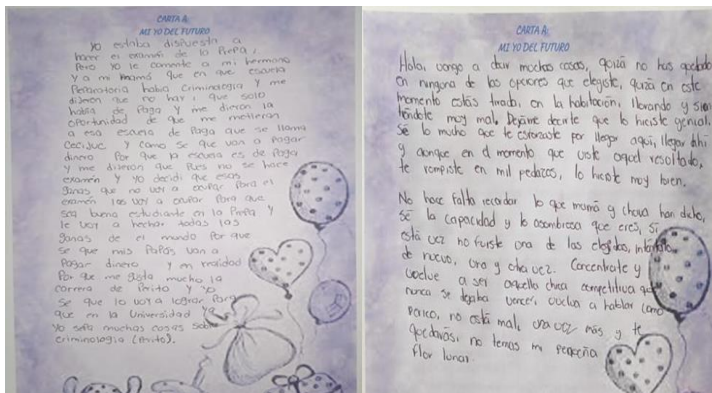 CARTA A:
MI YO DEL FUTURO
Yo estaba dispuesta a
hacer el examen de la Prepa,
Pero yo le comente a mi hermana
Y a mi mamá que en que escuela
Preparatoria había Criminología y me
dijeron que no hay, que solo
había de Paga y me dieron la
oportunidad de que me metieran
a esa escuela de Paga que se llama
y como se que van a pagar
dinero Por que la escuela es de Paga
y me dijeron que Pues no se hace
examen y yo decidí que esas
ganas que no voy a ocupar Para el
examen las voy a ocupar Para que
sea buena estudiante en la Prepa y
le voy a hechar todas las
ganas de el mundo Por que
se que mis Papás van a
Pagar dinero y en realidad
Por que me gusta mucho la
carrera de Perito y yo
se que lo voy a lograr Para
que en la Universidad
Yo sepa muchas cosas sobre
criminología (Perito).
CARTA A:
MI YO DEL FUTURO
Hola, vengo a decir muchas cosas, quizá no has quedado
en ninguna de las opciones que elegiste, quizá en este
momento estás tirada en la habitación, llorando y sin
tiéndote muy mal. Déjame decirte que lo hiciste genial.
Sé lo mucho que te esforzaste por llegar aquí, llegar ahí
y aunque en el momento que viste aquel resultado,
te rompiste en mil pedazos, lo hiciste muy bien.
No hace falta recordar lo que mamá y chava han dicho,
sé la capacidad y lo asombrosa que eres, si
está vez no fuiste una de las elegidas, inténtalo
de nuevo, una y otra vez. Concentrate y
vuelve a ser aquella chica competitiva que
nunca se dejaba vencer, vuelve a hablar como
perico, no está mal, una vez más y te
quedarás, no temas mi pequeña
flor lunar.